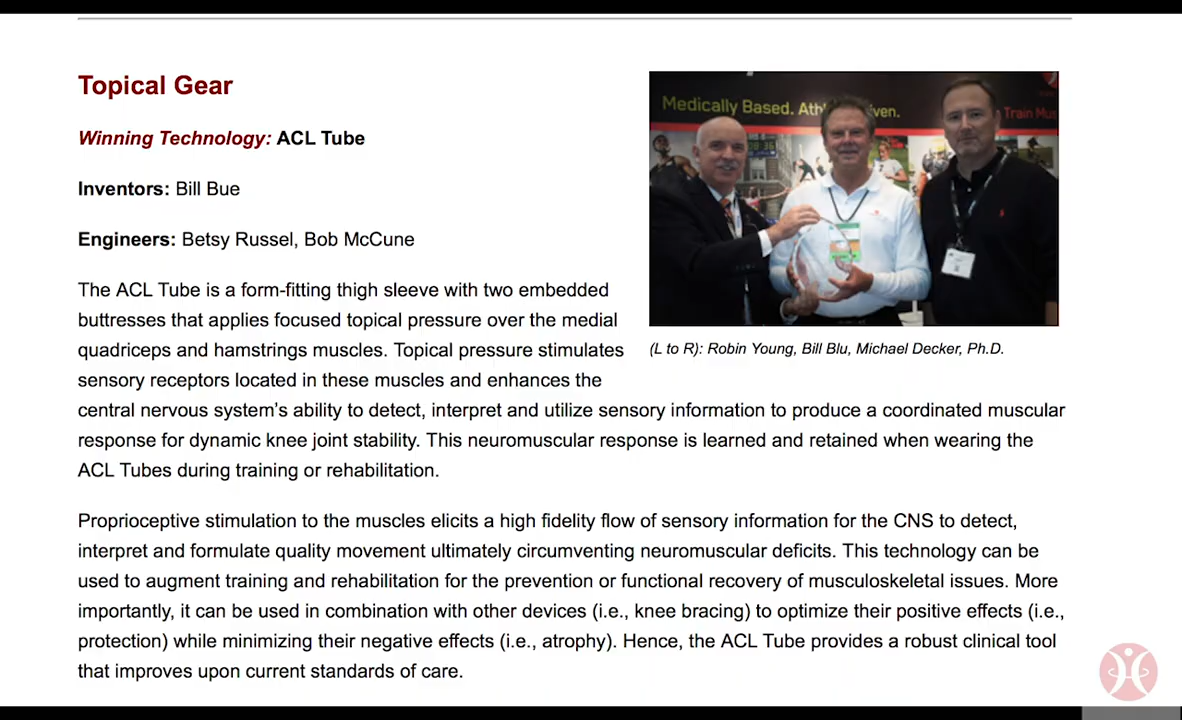 Topical Gear
Winning Technology: ACL Tube
Inventors: Bill Bue
Engineers: Betsy Russel, Bob McCune
The ACL Tube is a form-fitting thigh sleeve with two embedded
buttresses that applies focused topical pressure over the medial
quadriceps and hamstrings muscles. Topical pressure stimulates
sensory receptors located in these muscles and enhances the
central nervous system’s ability to detect, interpret and utilize sensory information to produce a coordinated muscular
response for dynamic knee joint stability. This neuromuscular response is learned and retained when wearing the
ACL Tubes during training or rehabilitation.
Medically Based. Ath ven.
Train Mus
(L to R): Robin Young, Bill Blu, Michael Decker, Ph.D.
Proprioceptive stimulation to the muscles elicits a high fidelity flow of sensory information for the CNS to detect,
interpret and formulate quality movement ultimately circumventing neuromuscular deficits. This technology can be
used to augment training and rehabilitation for the prevention or functional recovery of musculoskeletal issues. More
importantly, it can be used in combination with other devices (i.e., knee bracing) to optimize their positive effects (i.e.,
protection) while minimizing their negative effects (i.e., atrophy). Hence, the ACL Tube provides a robust clinical tool
that improves upon current standards of care.